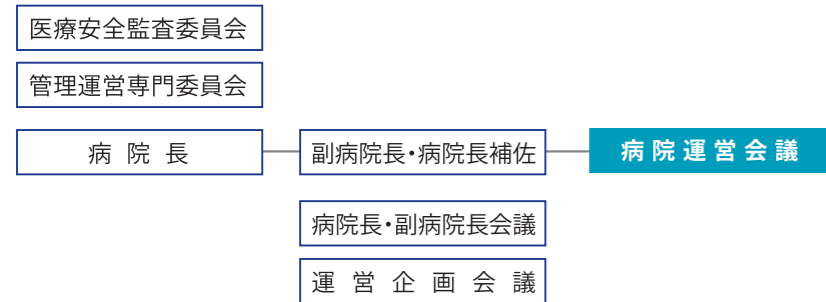 医療安全監査委員会
管理運営専門委員会
病院長
副病院長・病院長補佐
病院運営会議
病院長・副病院長会議
運営企画会議